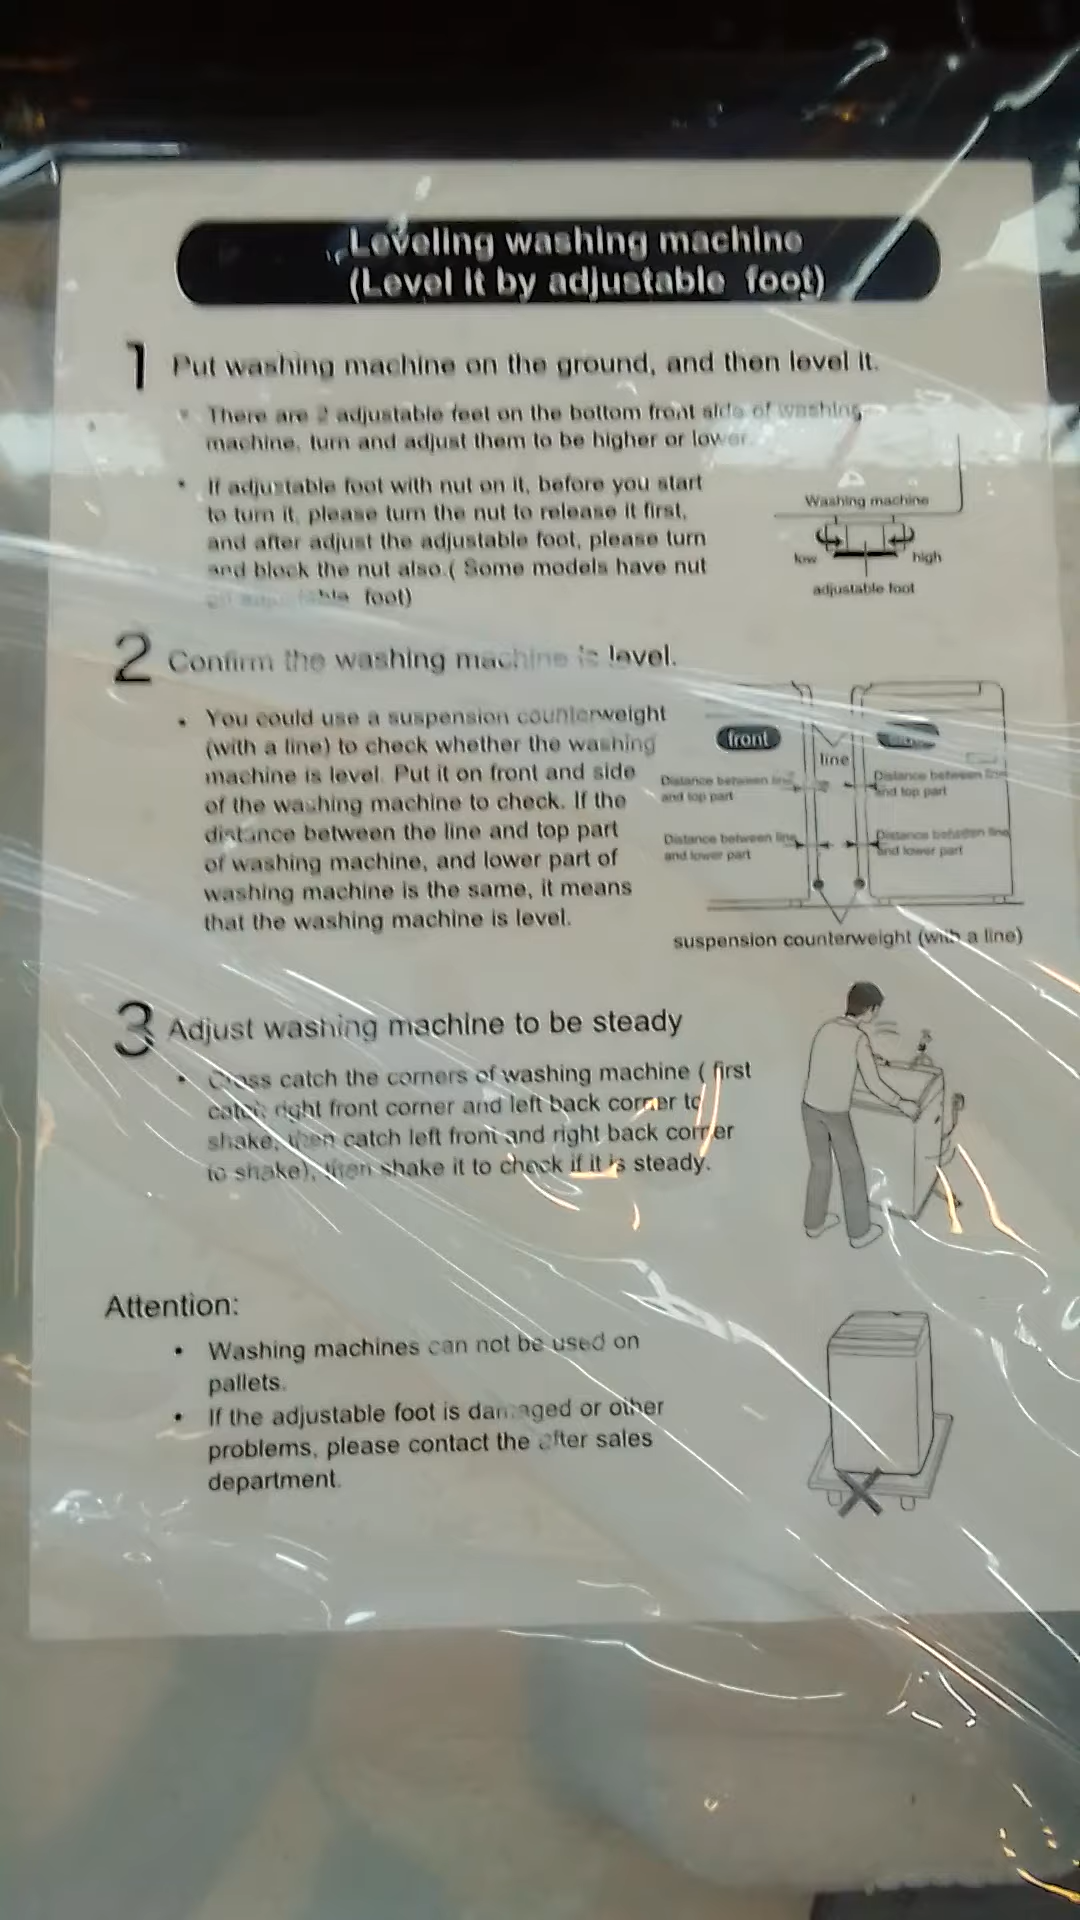 Leveling washing machine
(Level it by adjustable foot)
1 Put washing machine on the ground, and then level it.
There are 2 adjustable feet on the bottom front side of washing
machine, turn and adjust them to be higher or lower.
If adjustable foot with nut on it, before you start
to turn it, please turn the nut to release it first,
and after adjust the adjustable foot, please turn
and block the nut also.( Some models have nut
foot)
Washing machine
low
high
adjustable foot
2 Confirm the washing machine is level.
You could use a suspension counterweight
(with a line) to check whether the washing
machine is level. Put it on front and side
of the washing machine to check. If the
distance between the line and top part
of washing machine, and lower part of
washing machine is the same, it means
that the washing machine is level.
front
line
Distance between line
and top part
Distance between line
and top part
Distance between line
and lower part
Distance between line
and lower part
suspension counterweight (with a line)
3 Adjust washing machine to be steady
Cross catch the corners of washing machine ( first
catch right front corner and left back corner to
shake, then catch left front and right back corner
to shake), then shake it to check if it is steady.
Attention:
Washing machines can not be used on
pallets.
If the adjustable foot is damaged or other
problems, please contact the after sales
department.